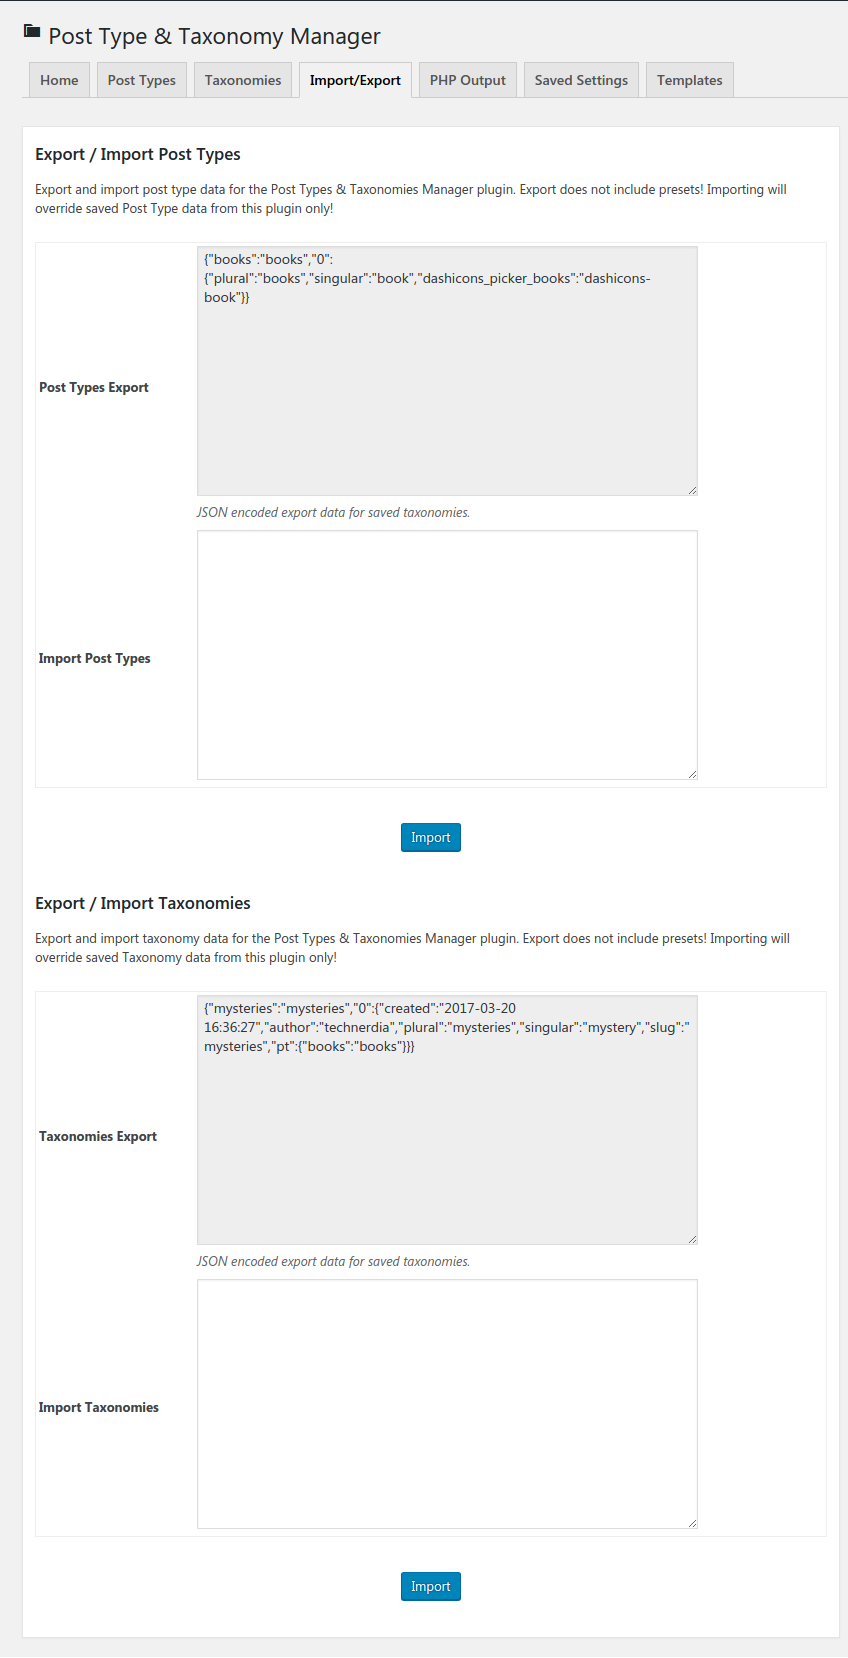 Post Type & Taxonomy Manager
Home Post Types Taxonomies Import/Export PHP Output Saved Settings Templates
Export / Import Post Types
Export and import post type data for the Post Types & Taxonomies Manager plugin. Export does not include presets! Importing will
override saved Post Type data from this plugin only!
{"books":"books","0":
{"plural":"books","singular":"book","dashicons_picker_books":"dashicons-
book"}}
Post Types Export
JSON encoded export data for saved taxonomies.
Import Post Types
Import
Export / Import Taxonomies
Export and import taxonomy data for the Post Types & Taxonomies Manager plugin. Export does not include presets! Importing will
override saved Taxonomy data from this plugin only!
{"mysteries":"mysteries","0":{"created":"2017-03-20
16:36:27","author":"technerdia","plural":"mysteries","singular":"mystery","slug":"
mysteries","pt":{"books":"books"}}}
Taxonomies Export
JSON encoded export data for saved taxonomies.
Import Taxonomies
Import